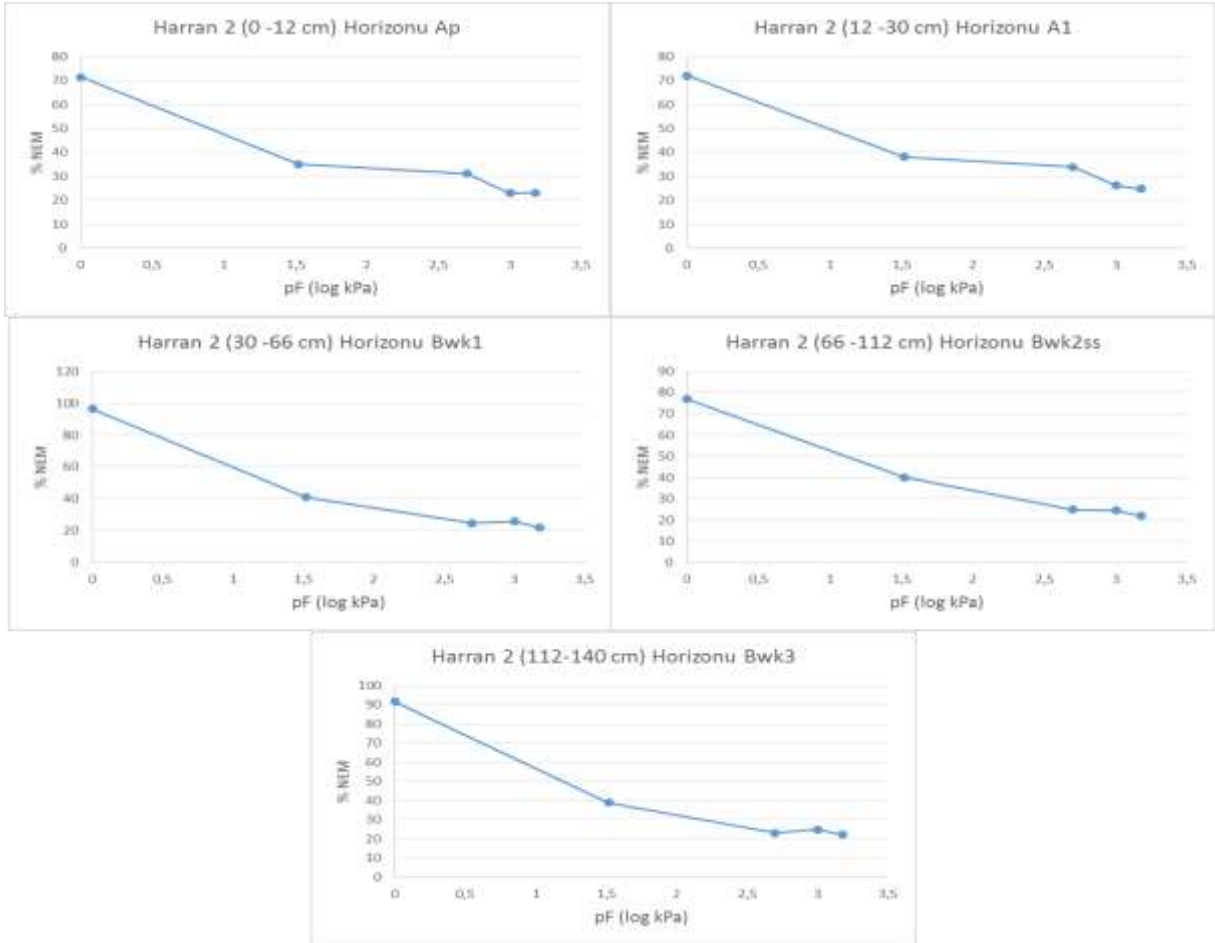 Harran 2 (0 -12 cm) Horizonu Ap
80
70
60
50
40
30
20
10
0
% NEM
0 0,5 1 1,5 2 2,5 3 3,5
pF (log kPa)
Harran 2 (12 -30 cm) Horizonu A1
80
70
60
50
40
30
20
10
0
% NEM
0 0,5 1 1,5 2 2,5 3 3,5
pF (log kPa)
Harran 2 (30 -66 cm) Horizonu Bwk1
120
100
80
60
40
20
0
% NEM
0 0,5 1 1,5 2 2,5 3 3,5
pF (log kPa)
Harran 2 (66 -112 cm) Horizonu Bwk2ss
90
80
70
60
50
40
30
20
10
0
% NEM
0 0,5 1 1,5 2 2,5 3 3,5
pF (log kPa)
Harran 2 (112-140 cm) Horizonu Bwk3
100
90
80
70
60
50
40
30
20
10
0
% NEM
0 0,5 1 1,5 2 2,5 3 3,5
pF (log kPa)